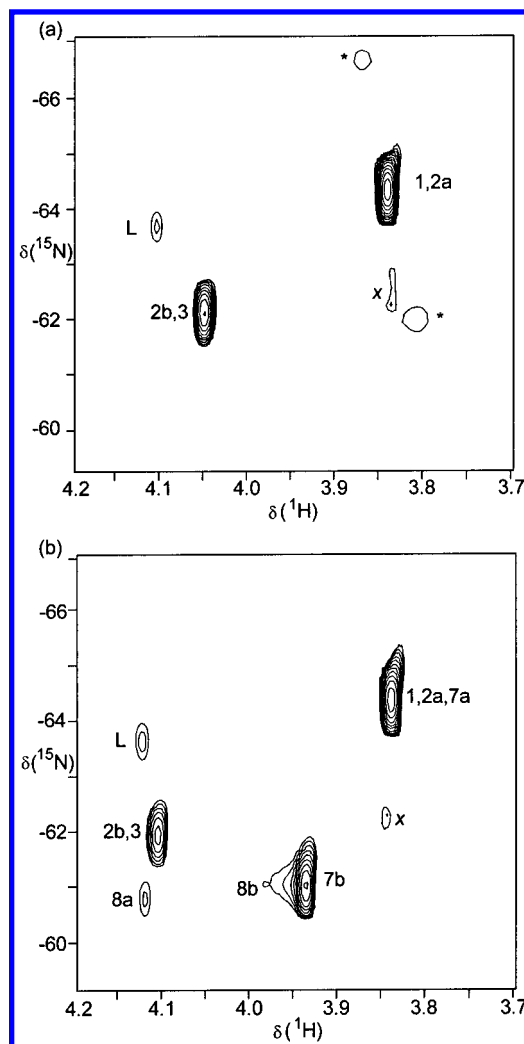 (a)
*
-66
1,2a
-64
L
δ(¹⁵N)
x
2b,3
-62
*
-60
4.2 4.1 4.0 3.9 3.8 3.7
δ(¹H)
(b)
-66
1,2a,7a
-64
L
δ(¹⁵N)
x
2b,3
-62
8b 7b
8a
-60
4.2 4.1 4.0 3.9 3.8 3.7
δ(¹H)